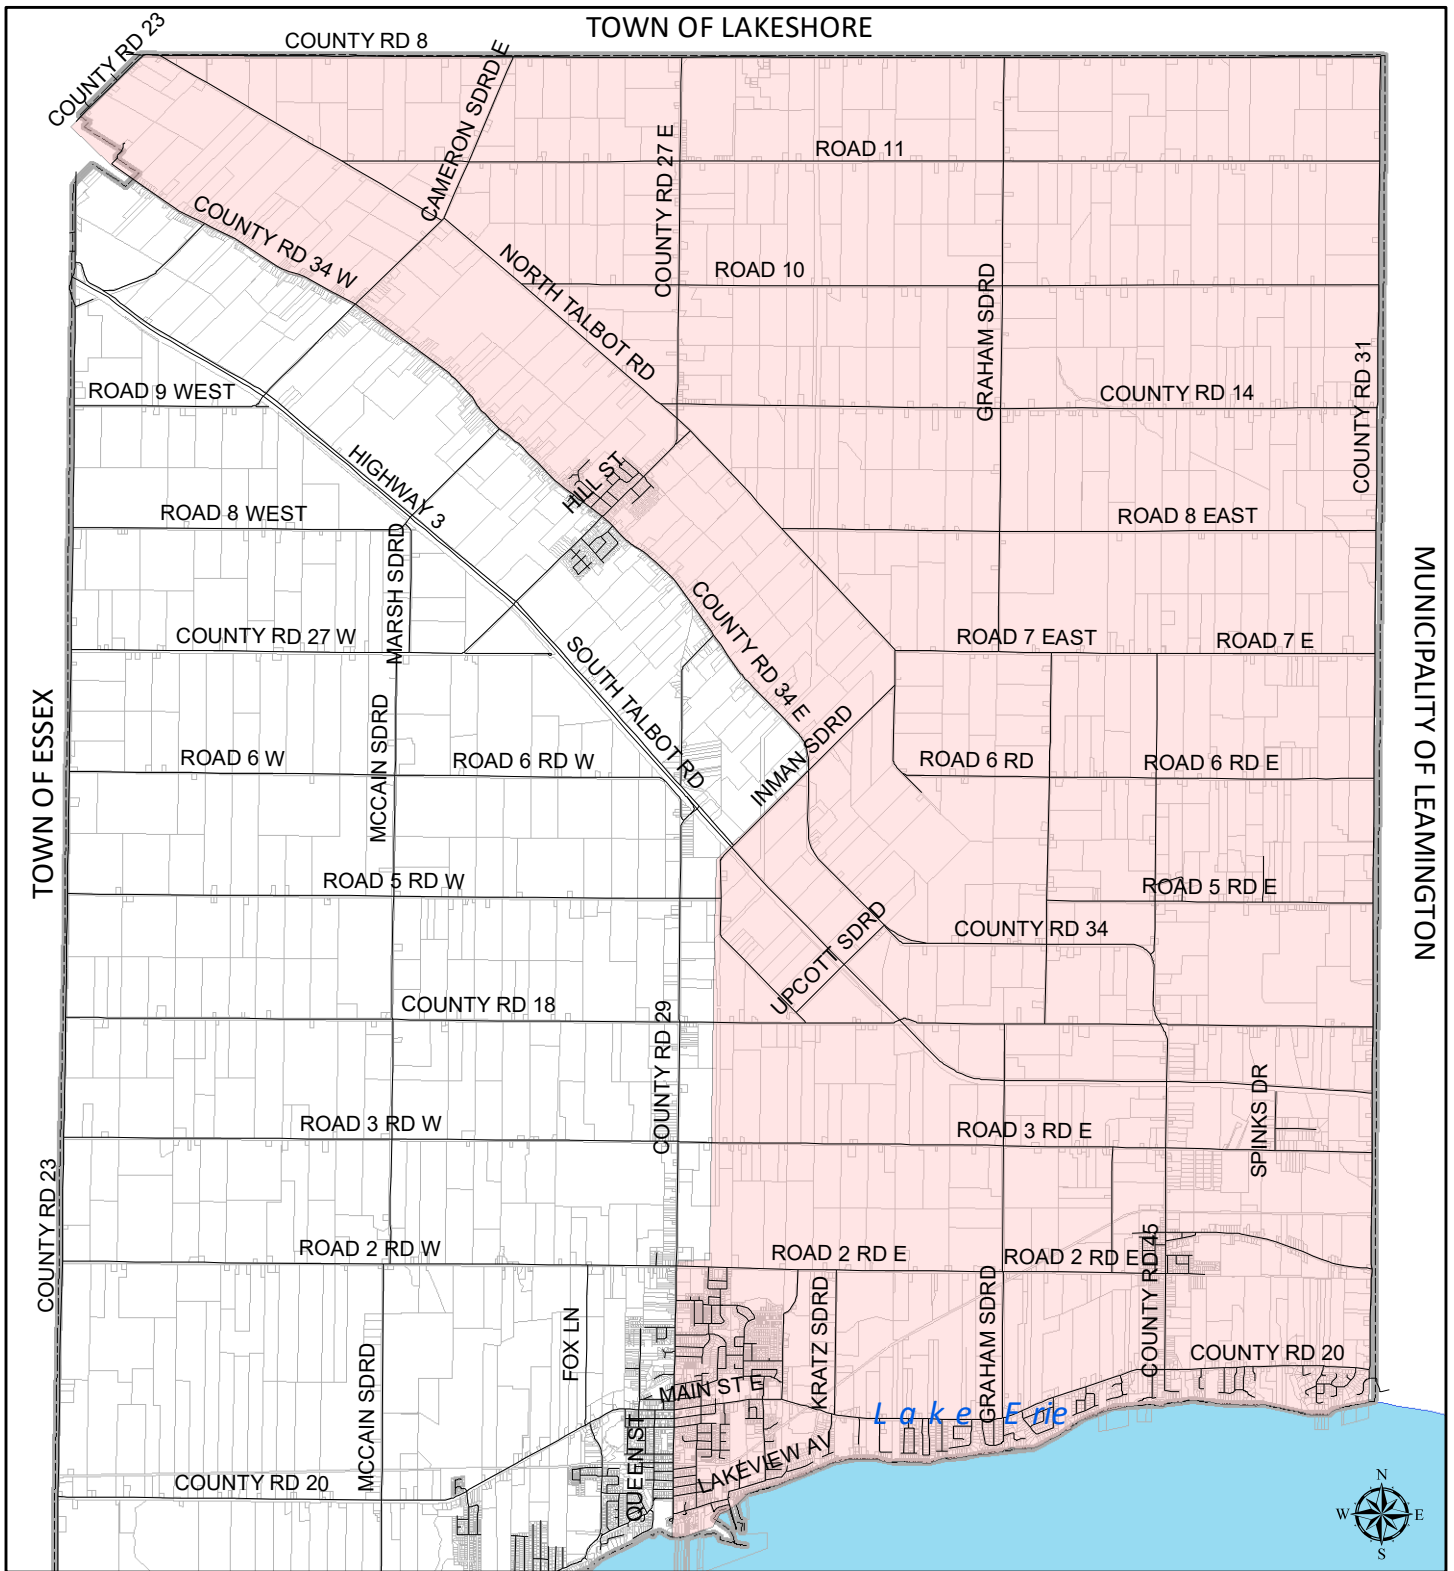 TOWN OF LAKESHORE
COUNTY RD 23
COUNTY RD 8
CAMERON SDRD E
COUNTY RD 27 E
ROAD 11
COUNTY RD 34 W
NORTH TALBOT RD
ROAD 10
GRAHAM SDRD
COUNTY RD 31
ROAD 9 WEST
COUNTY RD 14
HIGHWAY 3
HILL ST
ROAD 8 WEST
ROAD 8 EAST
MARSH SDRD
COUNTY RD 27 W
COUNTY RD 34 E
ROAD 7 EAST
ROAD 7 E
MUNICIPALITY OF LEAMINGTON
TOWN OF ESSEX
SOUTH TALBOT RD
MCCAIN SDRD
ROAD 6 W
ROAD 6 RD W
INMAN SDRD
ROAD 6 RD
ROAD 6 RD E
ROAD 5 RD W
ROAD 5 RD E
UPCOTT SDRD
COUNTY RD 34
COUNTY RD 18
COUNTY RD 29
ROAD 3 RD W
ROAD 3 RD E
SPINKS DR
COUNTY RD 23
ROAD 2 RD W
ROAD 2 RD E
ROAD 2 RD E
COUNTY RD 45
FOX LN
KRATZ SDRD
GRAHAM SDRD
MCCAIN SDRD
COUNTY RD 20
MAIN ST E
Lake Erie
QUEEN ST
LAKEVIEW AV
COUNTY RD 20
N
W E
S